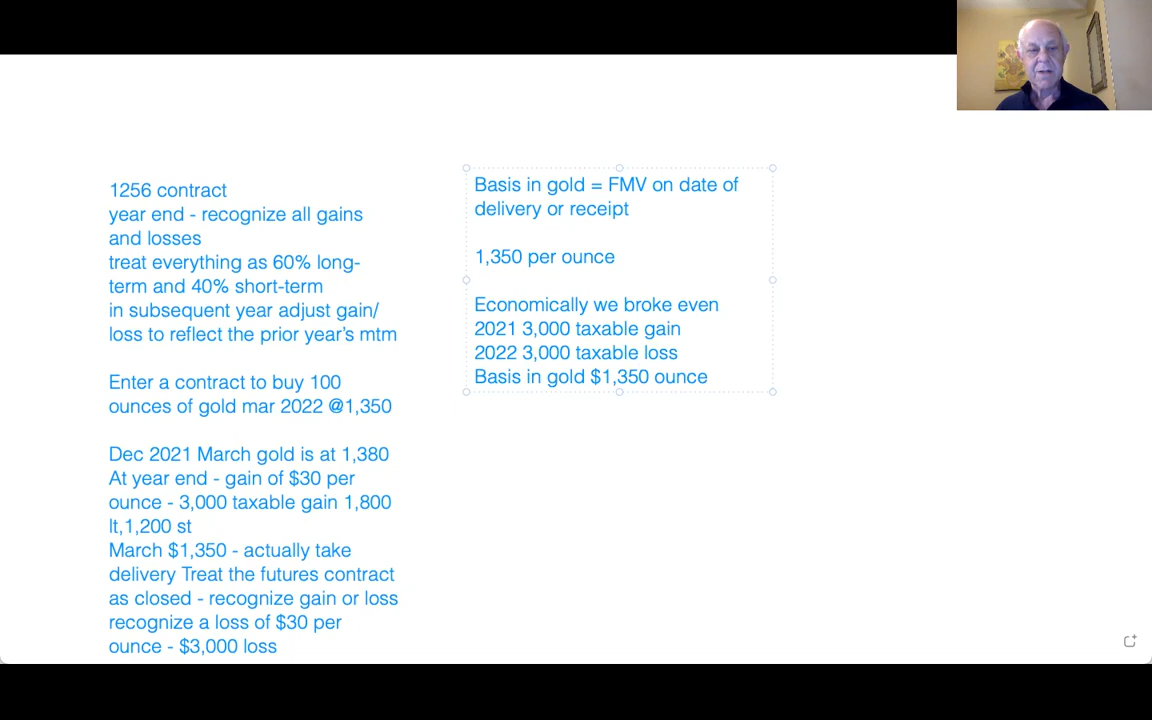 1256 contract
year end - recognize all gains
and losses
treat everything as 60% long-
term and 40% short-term
in subsequent year adjust gain/
loss to reflect the prior year's mtm
Enter a contract to buy 100
ounces of gold mar 2022 @1,350
Dec 2021 March gold is at 1,380
At year end - gain of $30 per
ounce - 3,000 taxable gain 1,800
lt,1,200 st
March $1,350 - actually take
delivery Treat the futures contract
as closed - recognize gain or loss
recognize a loss of $30 per
ounce - $3,000 loss
Basis in gold = FMV on date of
delivery or receipt
1,350 per ounce
Economically we broke even
2021 3,000 taxable gain
2022 3,000 taxable loss
Basis in gold $1,350 ounce